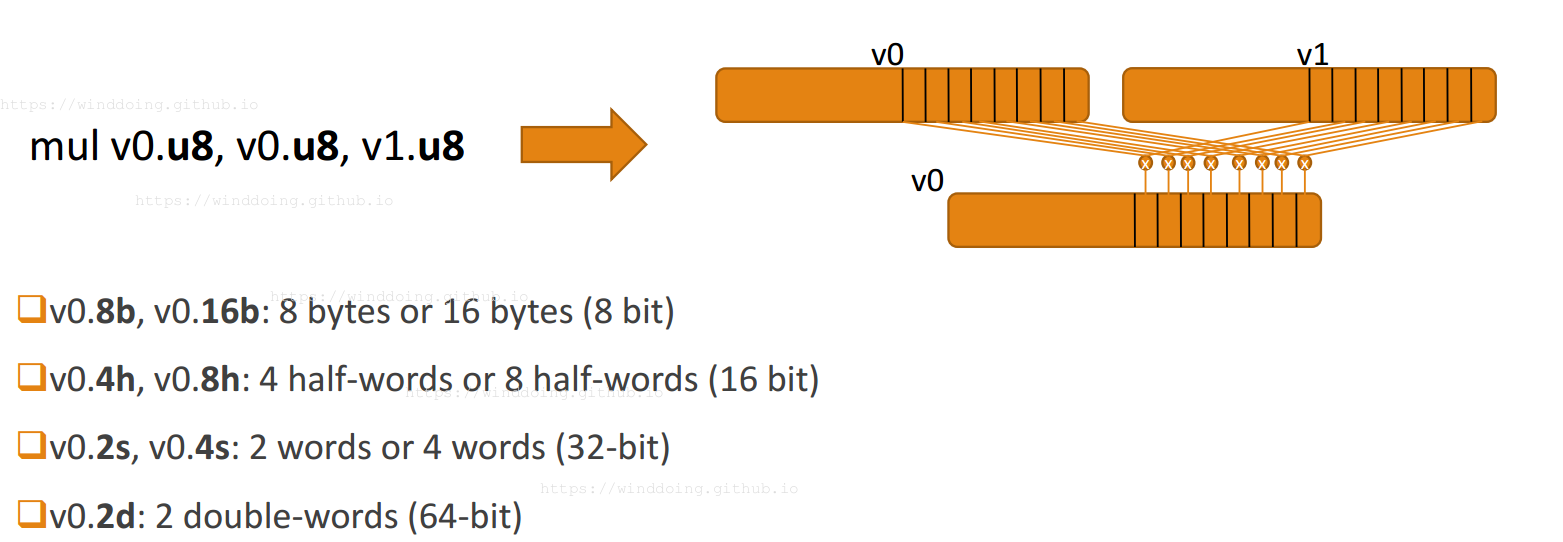 v0
v1
https://winddoing.github.io
mul v0.u8, v0.u8, v1.u8
x x x x x x x x
v0
https://winddoing.github.io
https://winddoing.github.io
v0.8b, v0.16b: 8 bytes or 16 bytes (8 bit)
v0.4h, v0.8h: 4 half-words or 8 half-words (16 bit)
https://winddoing.github.io
v0.2s, v0.4s: 2 words or 4 words (32-bit)
https://winddoing.github.io
v0.2d: 2 double-words (64-bit)